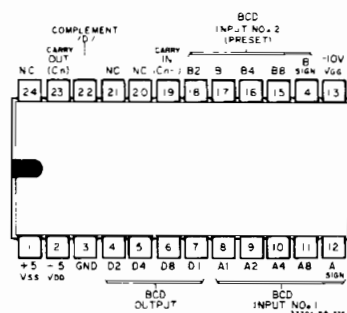 BCD
COMPLEMENT INPUT NO. 2
(D) (PRESET)
CARRY OUT CARRY IN B
NC (Cn) NC NC (Cn-) B2 9 B4 B8 SIGN -10V VGG
24 23 22 21 20 19 18 17 16 15 4 13
1 2 3 4 5 6 7 8 9 10 11 12
+5 -5 GND D2 D4 D8 D1 A1 A2 A4 A8 A
VSS VDD SIGN
BCD BCD
OUTPUT INPUT NO. 1